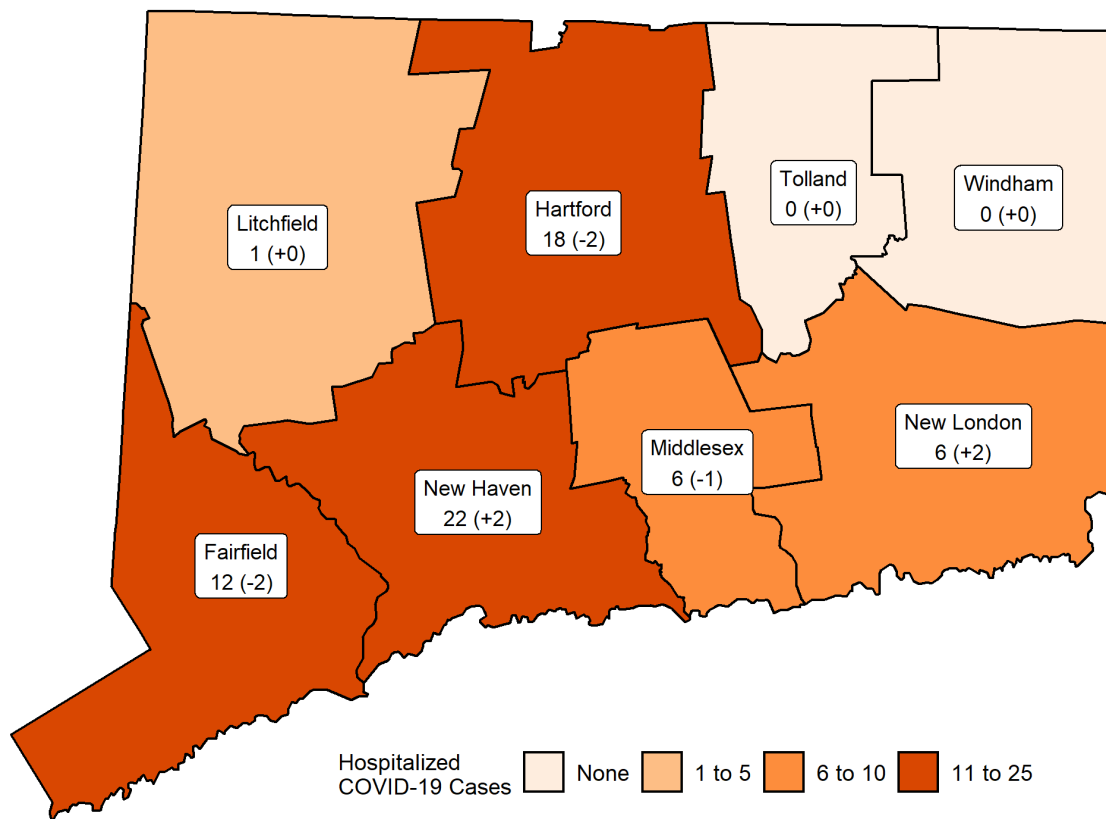 Tolland
0 (+0)
Windham
0 (+0)
Hartford
18 (-2)
Litchfield
1 (+0)
New London
6 (+2)
Middlesex
6 (-1)
New Haven
22 (+2)
Fairfield
12 (-2)
Hospitalized
COVID-19 Cases
None
1 to 5
6 to 10
11 to 25